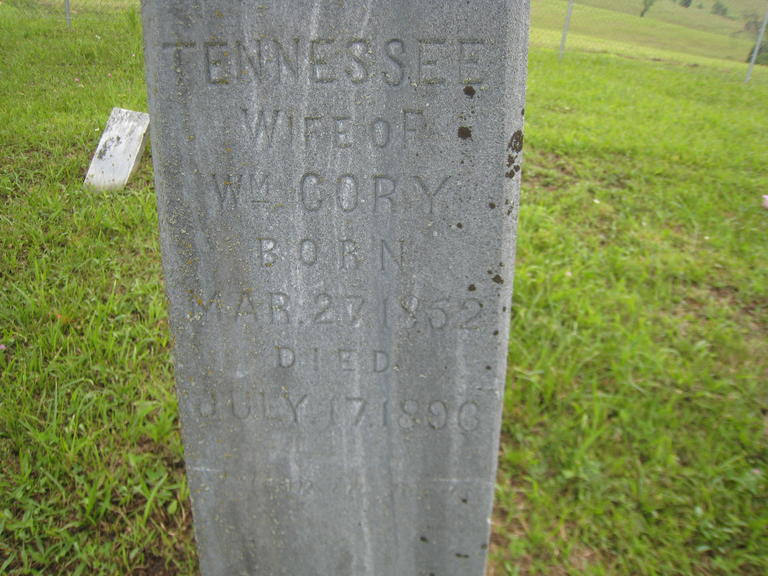 TENNESSEE
WIFE OF
WM. CORY
BORN
MAR. 27, 1852
DIED
JULY. 17, 1896